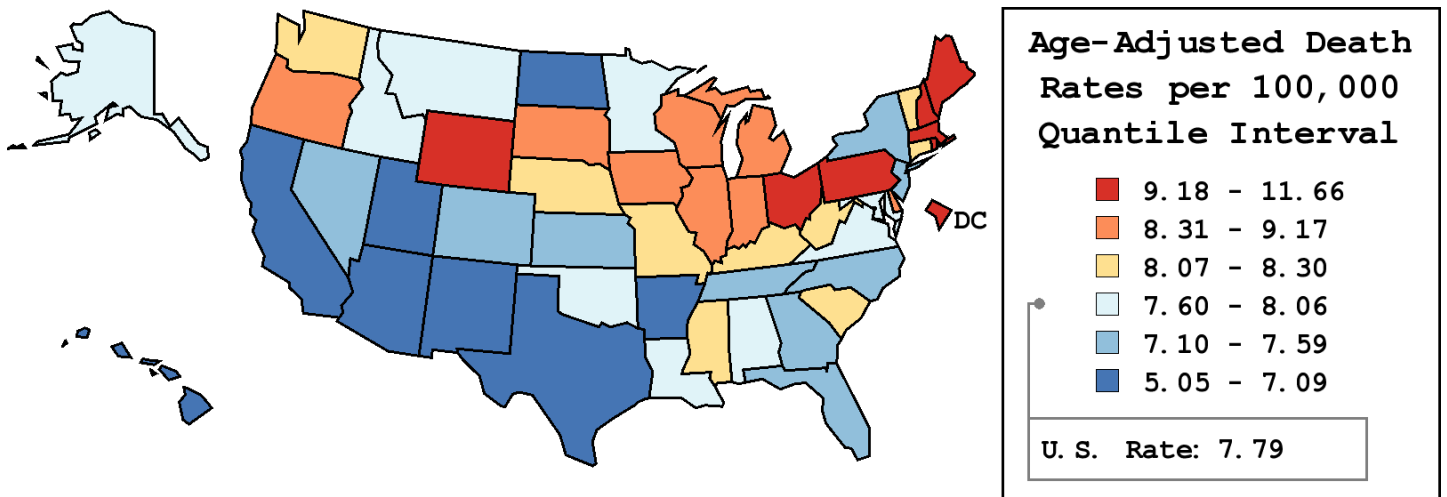 Age-Adjusted Death
Rates per 100,000
Quantile Interval
9.18 - 11.66
8.31 - 9.17
8.07 - 8.30
7.60 - 8.06
7.10 - 7.59
5.05 - 7.09
U.S. Rate: 7.79
DC